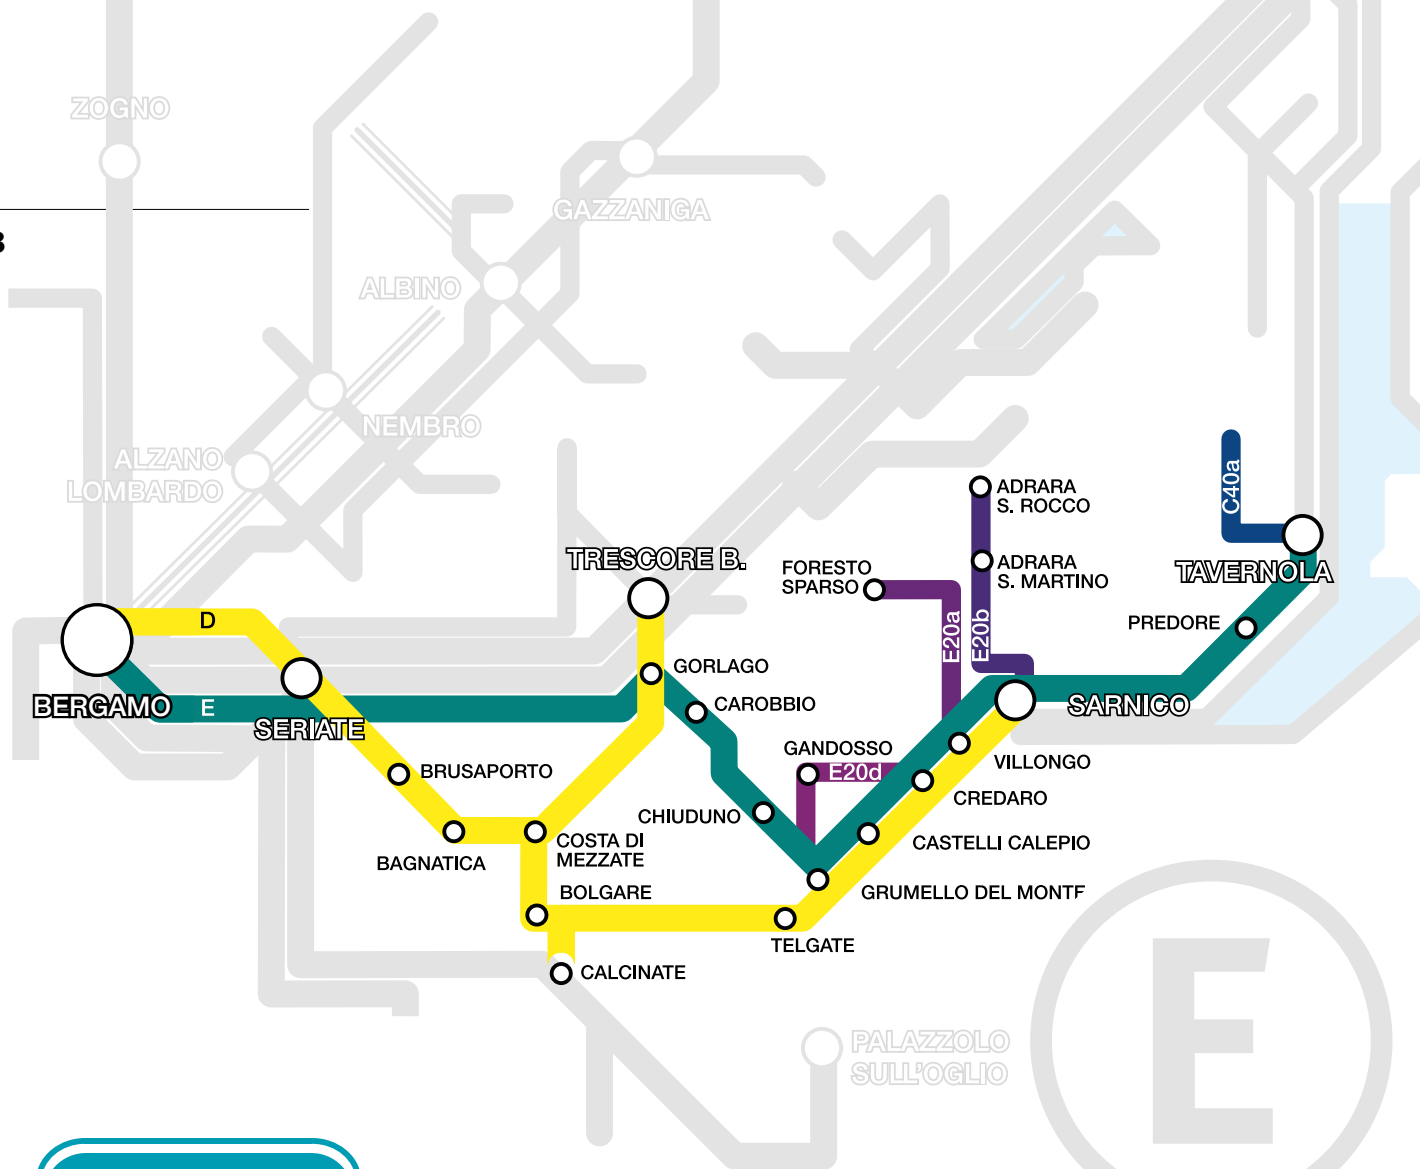 ZOGNO
GAZZANIGA
ALBINO
NEMBRO
ALZANO
LOMBARDO
C40a
ADRARA
S. ROCCO
TRESCORE B.
FORESTO
SPARSO
ADRARA
S. MARTINO
TAVERNOLA
D
E20a
E20b
PREDORE
GORLAGO
BERGAMO
E
SERIATE
CAROBBIO
SARNICO
GANDOSSO
E20d
VILLONGO
BRUSAPORTO
CREDARO
CHIUDUNO
COSTA DI
MEZZATE
CASTELLI CALEPIO
BAGNATICA
BOLGARE
GRUMELLO DEL MONTE
TELGATE
CALCINATE
PALAZZOLO
SULL'OGLIO
E